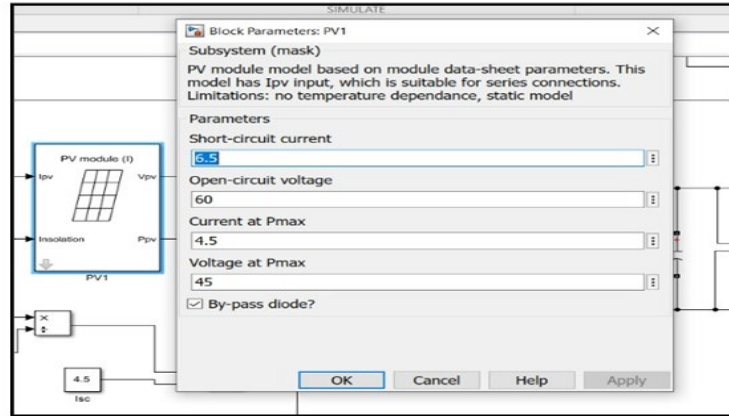 SIMULATE
Block Parameters: PV1
Subsystem (mask)
PV module model based on module data-sheet parameters. This
model has Ipv input, which is suitable for series connections.
Limitations: no temperature dependance, static model
Parameters
Short-circuit current
6.5
Open-circuit voltage
60
Current at Pmax
4.5
Voltage at Pmax
45
By-pass diode?
OK Cancel Help Apply
PV module (I)
Ipv Vpv
Insolation Ppv
PV1
×
÷
4.5
Isc